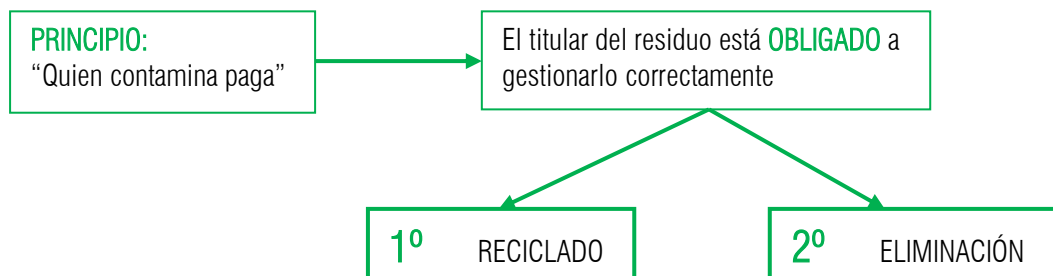 PRINCIPIO:
“Quien contamina paga”
El titular del residuo está OBLIGADO a
gestionarlo correctamente
1º RECICLADO
2º ELIMINACIÓN